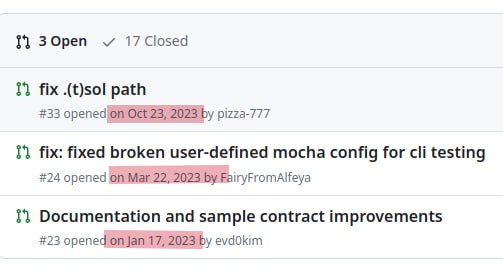 3 Open 17 Closed
fix .(t)sol path
#33 opened on Oct 23, 2023 by pizza-777
fix: fixed broken user-defined mocha config for cli testing
#24 opened on Mar 22, 2023 by FairyFromAlfeya
Documentation and sample contract improvements
#23 opened on Jan 17, 2023 by evd0kim